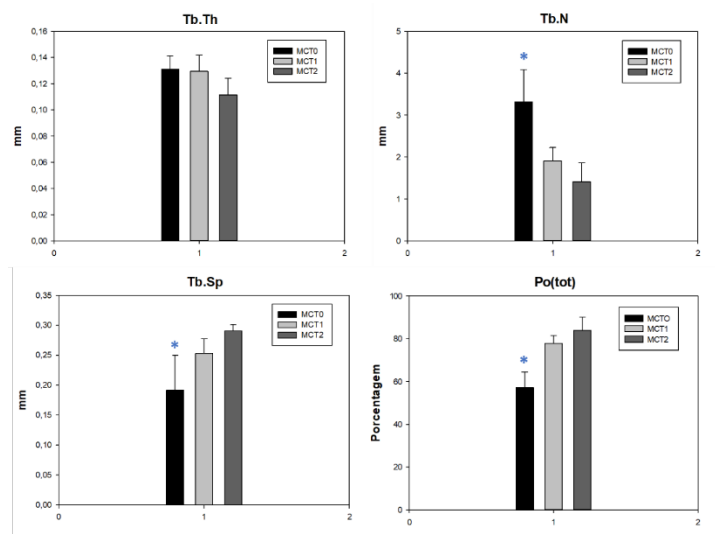 Tb.Th
0,16
0,14
0,12
0,10
0,08
0,06
0,04
0,02
0,00
mm
0 1 2
MCT0
MCT1
MCT2
Tb.N
5
4
3
2
1
0
mm
0 1 2
*
MCT0
MCT1
MCT2
Tb.Sp
0,35
0,30
0,25
0,20
0,15
0,10
0,05
0,00
mm
0 1 2
*
MCT0
MCT1
MCT2
Po(tot)
100
80
60
40
20
0
Porcentagem
0 1 2
*
MCTO
MCT1
MCT2